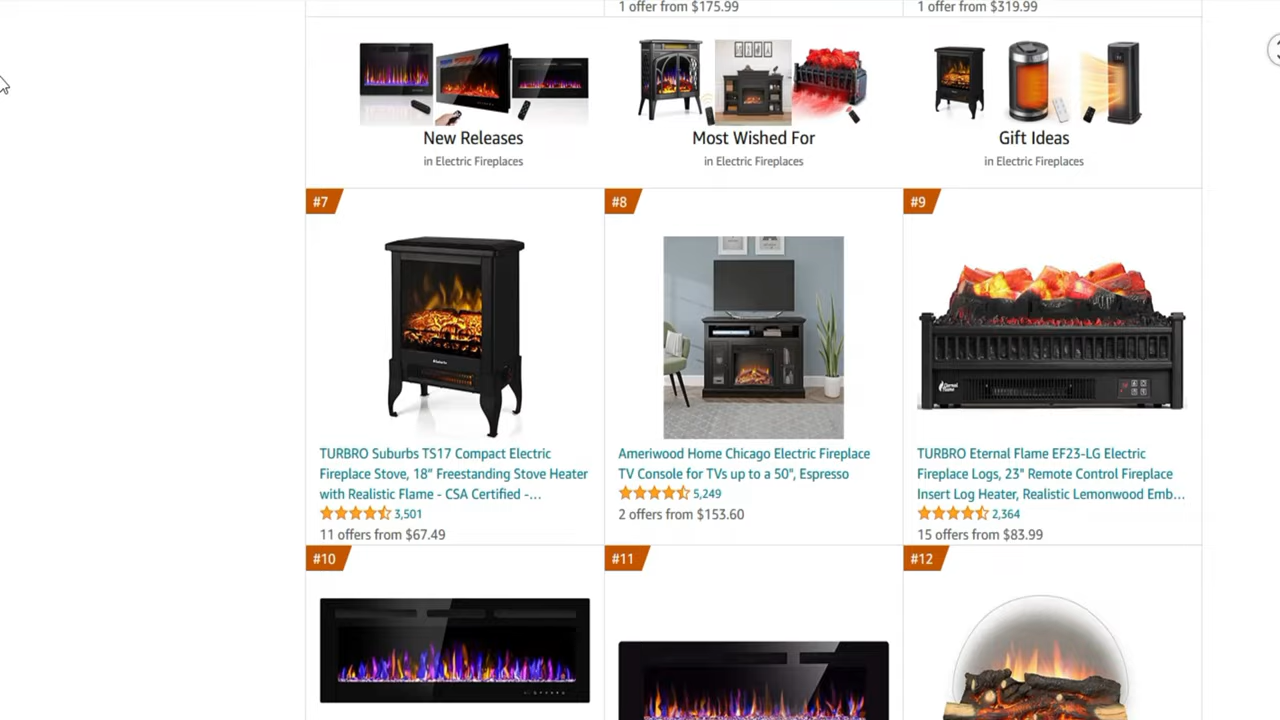 1 offer from $175.99
1 offer from $319.99
New Releases
in Electric Fireplaces
Most Wished For
in Electric Fireplaces
Gift Ideas
in Electric Fireplaces
#7
TURBRO Suburbs TS17 Compact Electric
Fireplace Stove, 18” Freestanding Stove Heater
with Realistic Flame - CSA Certified -...
3,501
11 offers from $67.49
#8
Ameriwood Home Chicago Electric Fireplace
TV Console for TVs up to a 50", Espresso
5,249
2 offers from $153.60
#9
Eternal
Flame
TURBRO Eternal Flame EF23-LG Electric
Fireplace Logs, 23" Remote Control Fireplace
Insert Log Heater, Realistic Lemonwood Emb...
2,364
15 offers from $83.99
#10
#11
#12